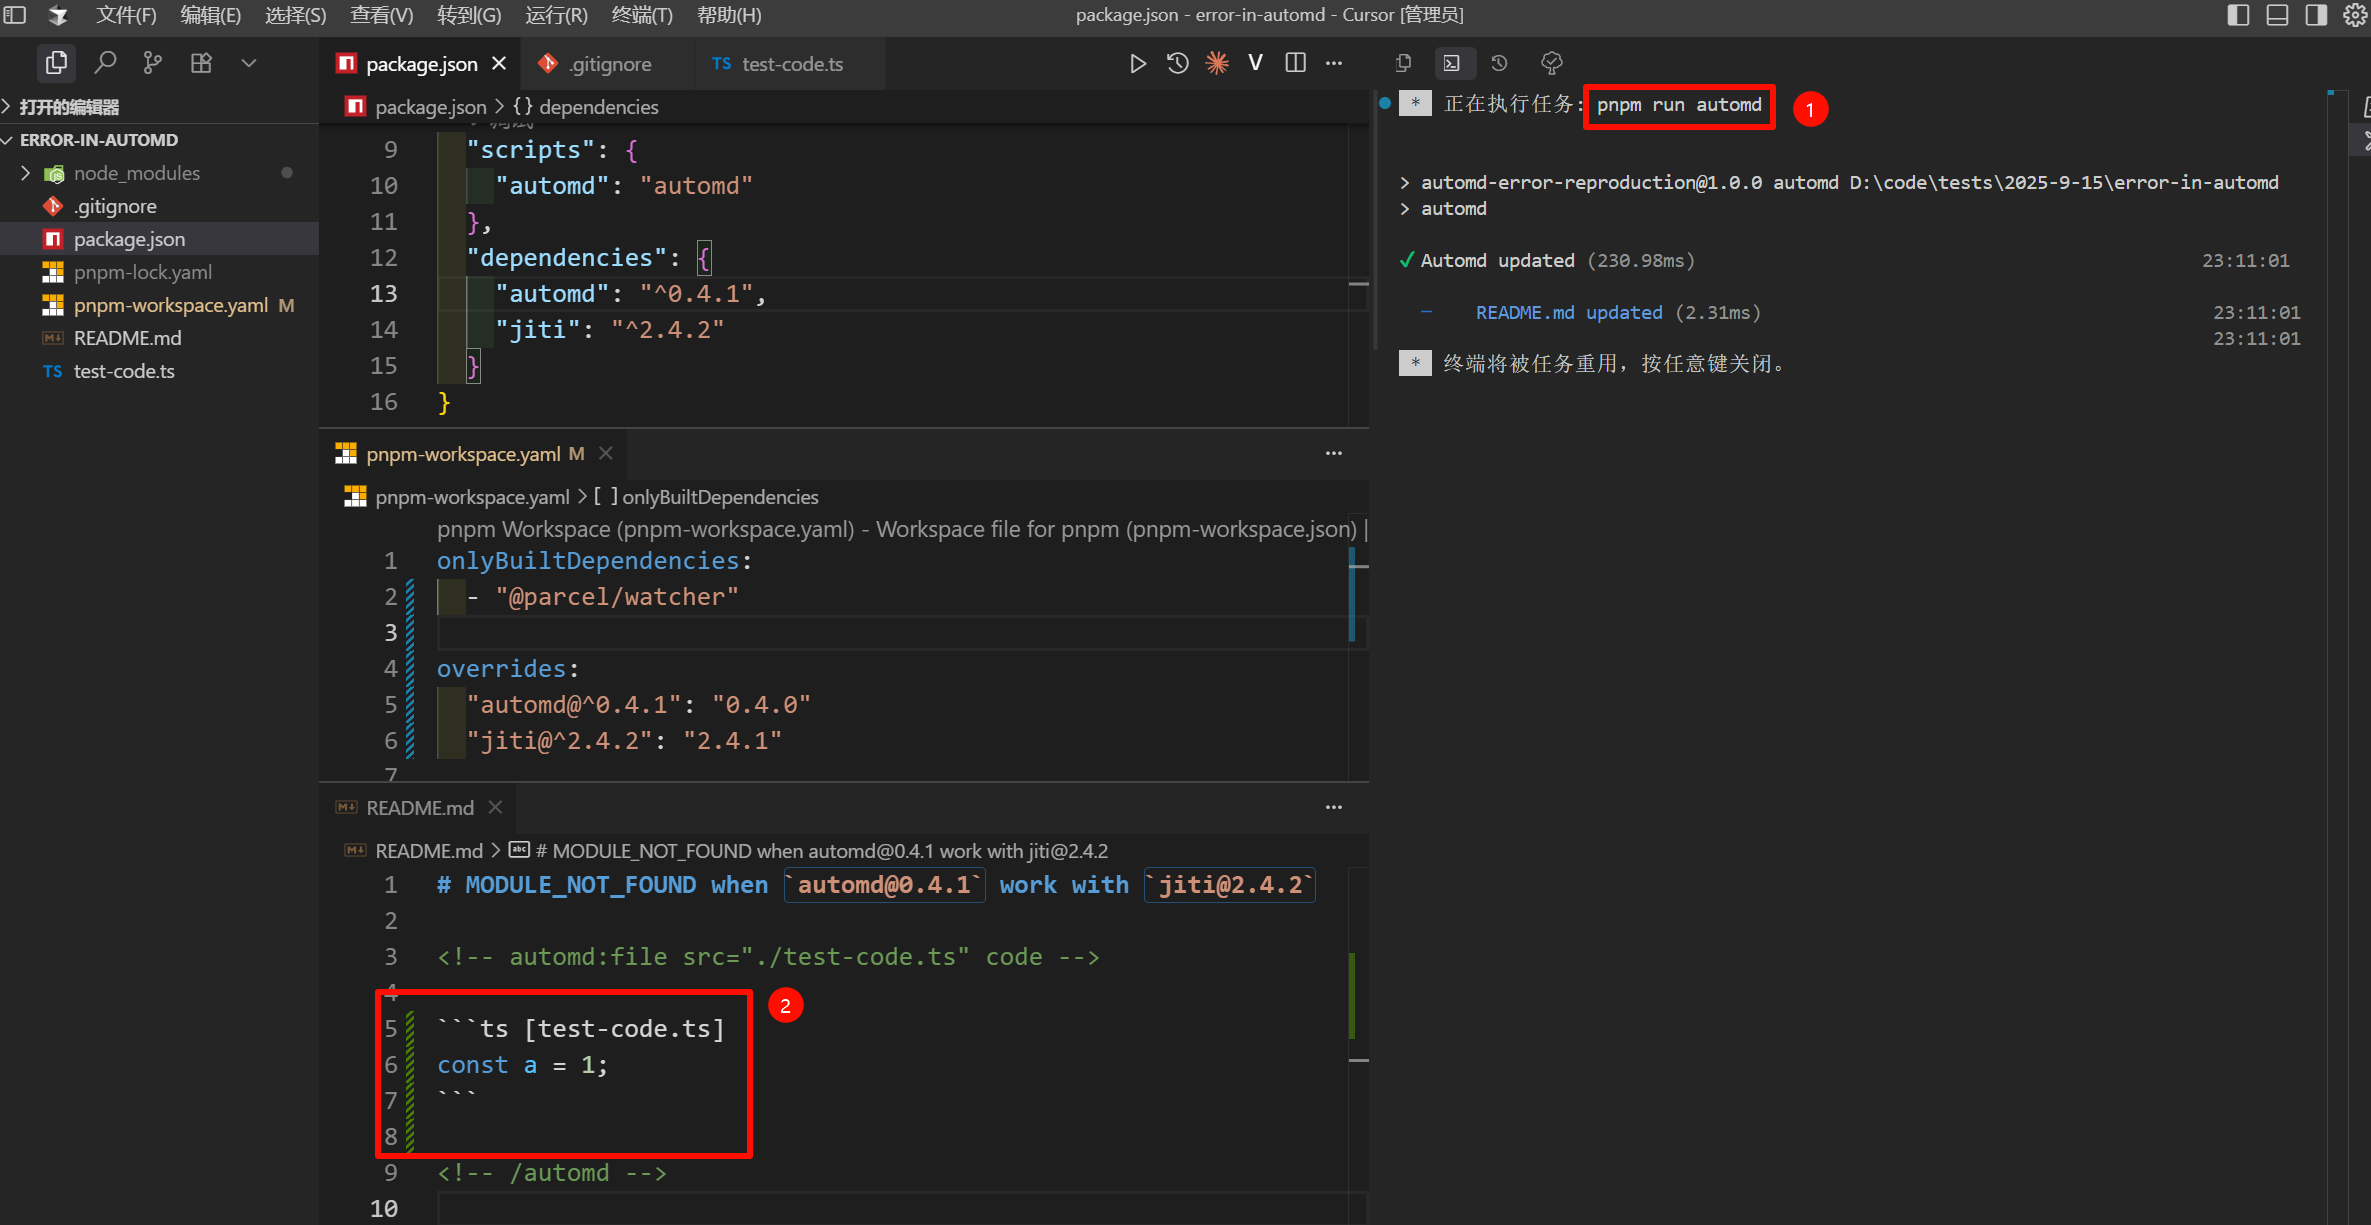 文件(F) 编辑(E) 选择(S) 查看(V) 转到(G) 运行(R) 终端(T) 帮助(H) package.json - error-in-automd - Cursor [管理员]
打开的编辑器
ERROR-IN-AUTOMD
node_modules
.gitignore
package.json
pnpm-lock.yaml
pnpm-workspace.yaml M
README.md
TS test-code.ts
package.json .gitignore TS test-code.ts V
package.json > {} dependencies
9 "scripts": {
10 "automd": "automd"
11 },
12 "dependencies": {
13 "automd": "^0.4.1",
14 "jiti": "^2.4.2"
15 }
16 }
pnpm-workspace.yaml M
pnpm-workspace.yaml > [ ] onlyBuiltDependencies
pnpm Workspace (pnpm-workspace.yaml) - Workspace file for pnpm (pnpm-workspace.json) |
1 onlyBuiltDependencies:
2 - "@parcel/watcher"
3
4 overrides:
5 "automd@^0.4.1": "0.4.0"
6 "jiti@^2.4.2": "2.4.1"
7
README.md
README.md > # MODULE_NOT_FOUND when automd@0.4.1 work with jiti@2.4.2
1 # MODULE_NOT_FOUND when `automd@0.4.1` work with `jiti@2.4.2`
2
3 <!-- automd:file src="./test-code.ts" code -->
4
5 ```ts [test-code.ts]
6 const a = 1;
7 ```
8
9 <!-- /automd -->
10
2
* 正在执行任务: pnpm run automd 1
> automd-error-reproduction@1.0.0 automd D:\code\tests\2025-9-15\error-in-automd
> automd
✓ Automd updated (230.98ms) 23:11:01
─ README.md updated (2.31ms) 23:11:01
23:11:01
* 终端将被任务重用，按任意键关闭。